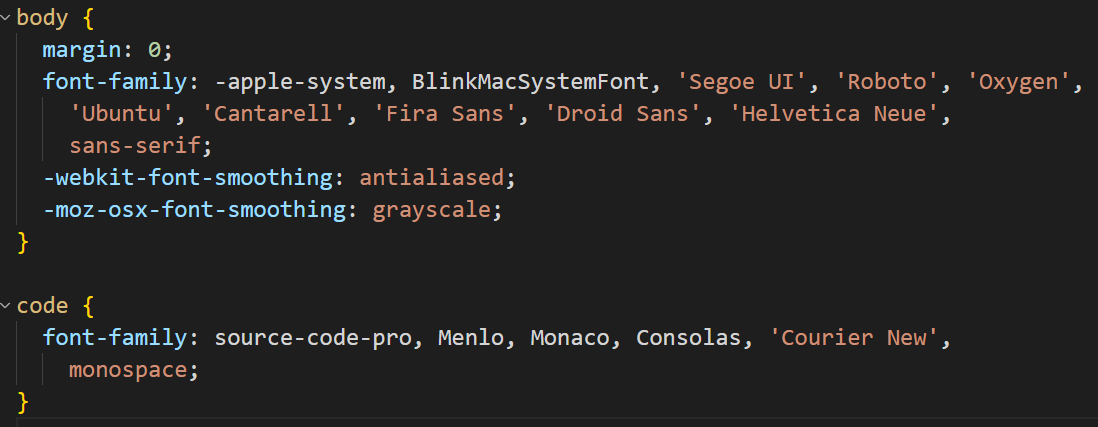 body {
  margin: 0;
  font-family: -apple-system, BlinkMacSystemFont, 'Segoe UI', 'Roboto', 'Oxygen',
    'Ubuntu', 'Cantarell', 'Fira Sans', 'Droid Sans', 'Helvetica Neue',
    sans-serif;
  -webkit-font-smoothing: antialiased;
  -moz-osx-font-smoothing: grayscale;
}

code {
  font-family: source-code-pro, Menlo, Monaco, Consolas, 'Courier New',
    monospace;
}